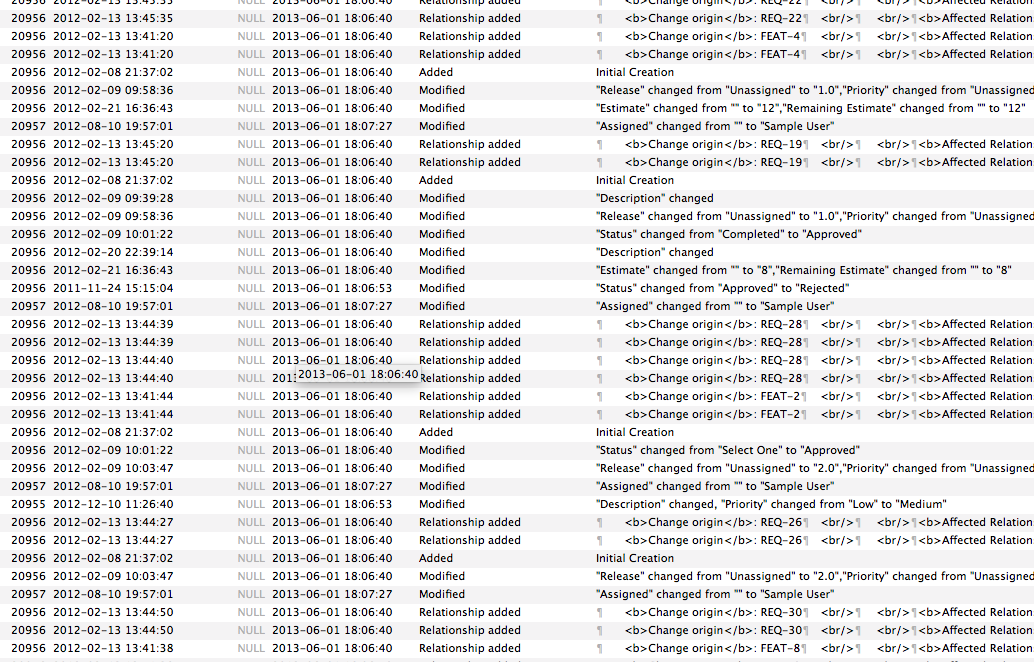 20956 2012-02-13 13:45:35 NULL 2013-06-01 18:06:40 Relationship added ¶ <b>Change origin</b>: REQ-22¶ <br/>¶ <br/>¶<b>Affected Relation
20956 2012-02-13 13:41:20 NULL 2013-06-01 18:06:40 Relationship added ¶ <b>Change origin</b>: FEAT-4¶ <br/>¶ <br/>¶<b>Affected Relation
20956 2012-02-13 13:41:20 NULL 2013-06-01 18:06:40 Relationship added ¶ <b>Change origin</b>: FEAT-4¶ <br/>¶ <br/>¶<b>Affected Relation
20956 2012-02-08 21:37:02 NULL 2013-06-01 18:06:40 Added Initial Creation
20956 2012-02-09 09:58:36 NULL 2013-06-01 18:06:40 Modified "Release" changed from "Unassigned" to "1.0","Priority" changed from "Unassigned
20956 2012-02-21 16:36:43 NULL 2013-06-01 18:06:40 Modified "Estimate" changed from "" to "12","Remaining Estimate" changed from "" to "12"
20957 2012-08-10 19:57:01 NULL 2013-06-01 18:07:27 Modified "Assigned" changed from "" to "Sample User"
20956 2012-02-13 13:45:20 NULL 2013-06-01 18:06:40 Relationship added ¶ <b>Change origin</b>: REQ-19¶ <br/>¶ <br/>¶<b>Affected Relation
20956 2012-02-13 13:45:20 NULL 2013-06-01 18:06:40 Relationship added ¶ <b>Change origin</b>: REQ-19¶ <br/>¶ <br/>¶<b>Affected Relation
20956 2012-02-08 21:37:02 NULL 2013-06-01 18:06:40 Added Initial Creation
20956 2012-02-09 09:39:28 NULL 2013-06-01 18:06:40 Modified "Description" changed
20956 2012-02-09 09:58:36 NULL 2013-06-01 18:06:40 Modified "Release" changed from "Unassigned" to "1.0","Priority" changed from "Unassigned
20956 2012-02-09 10:01:22 NULL 2013-06-01 18:06:40 Modified "Status" changed from "Completed" to "Approved"
20956 2012-02-20 22:39:14 NULL 2013-06-01 18:06:40 Modified "Description" changed
20956 2012-02-21 16:36:43 NULL 2013-06-01 18:06:40 Modified "Estimate" changed from "" to "8","Remaining Estimate" changed from "" to "8"
20956 2011-11-24 15:15:04 NULL 2013-06-01 18:06:53 Modified "Status" changed from "Approved" to "Rejected"
20957 2012-08-10 19:57:01 NULL 2013-06-01 18:07:27 Modified "Assigned" changed from "" to "Sample User"
20956 2012-02-13 13:44:39 NULL 2013-06-01 18:06:40 Relationship added ¶ <b>Change origin</b>: REQ-28¶ <br/>¶ <br/>¶<b>Affected Relation
20956 2012-02-13 13:44:39 NULL 2013-06-01 18:06:40 Relationship added ¶ <b>Change origin</b>: REQ-28¶ <br/>¶ <br/>¶<b>Affected Relation
20956 2012-02-13 13:44:40 NULL 2013-06-01 18:06:40 Relationship added ¶ <b>Change origin</b>: REQ-28¶ <br/>¶ <br/>¶<b>Affected Relation
2013-06-01 18:06:40
20956 2012-02-13 13:44:40 NULL Relationship added ¶ <b>Change origin</b>: REQ-28¶ <br/>¶ <br/>¶<b>Affected Relation
20956 2012-02-13 13:41:44 NULL 2013-06-01 18:06:40 Relationship added ¶ <b>Change origin</b>: FEAT-2¶ <br/>¶ <br/>¶<b>Affected Relation
20956 2012-02-13 13:41:44 NULL 2013-06-01 18:06:40 Relationship added ¶ <b>Change origin</b>: FEAT-2¶ <br/>¶ <br/>¶<b>Affected Relation
20956 2012-02-08 21:37:02 NULL 2013-06-01 18:06:40 Added Initial Creation
20956 2012-02-09 10:01:22 NULL 2013-06-01 18:06:40 Modified "Status" changed from "Select One" to "Approved"
20956 2012-02-09 10:03:47 NULL 2013-06-01 18:06:40 Modified "Release" changed from "Unassigned" to "2.0","Priority" changed from "Unassigned
20957 2012-08-10 19:57:01 NULL 2013-06-01 18:07:27 Modified "Assigned" changed from "" to "Sample User"
20955 2012-12-10 11:26:40 NULL 2013-06-01 18:06:53 Modified "Description" changed, "Priority" changed from "Low" to "Medium"
20956 2012-02-13 13:44:27 NULL 2013-06-01 18:06:40 Relationship added ¶ <b>Change origin</b>: REQ-26¶ <br/>¶ <br/>¶<b>Affected Relation
20956 2012-02-13 13:44:27 NULL 2013-06-01 18:06:40 Relationship added ¶ <b>Change origin</b>: REQ-26¶ <br/>¶ <br/>¶<b>Affected Relation
20956 2012-02-08 21:37:02 NULL 2013-06-01 18:06:40 Added Initial Creation
20956 2012-02-09 10:03:47 NULL 2013-06-01 18:06:40 Modified "Release" changed from "Unassigned" to "2.0","Priority" changed from "Unassigned
20957 2012-08-10 19:57:01 NULL 2013-06-01 18:07:27 Modified "Assigned" changed from "" to "Sample User"
20956 2012-02-13 13:44:50 NULL 2013-06-01 18:06:40 Relationship added ¶ <b>Change origin</b>: REQ-30¶ <br/>¶ <br/>¶<b>Affected Relation
20956 2012-02-13 13:44:50 NULL 2013-06-01 18:06:40 Relationship added ¶ <b>Change origin</b>: REQ-30¶ <br/>¶ <br/>¶<b>Affected Relation
20956 2012-02-13 13:41:38 NULL 2013-06-01 18:06:40 Relationship added ¶ <b>Change origin</b>: FEAT-8¶ <br/>¶ <br/>¶<b>Affected Relation